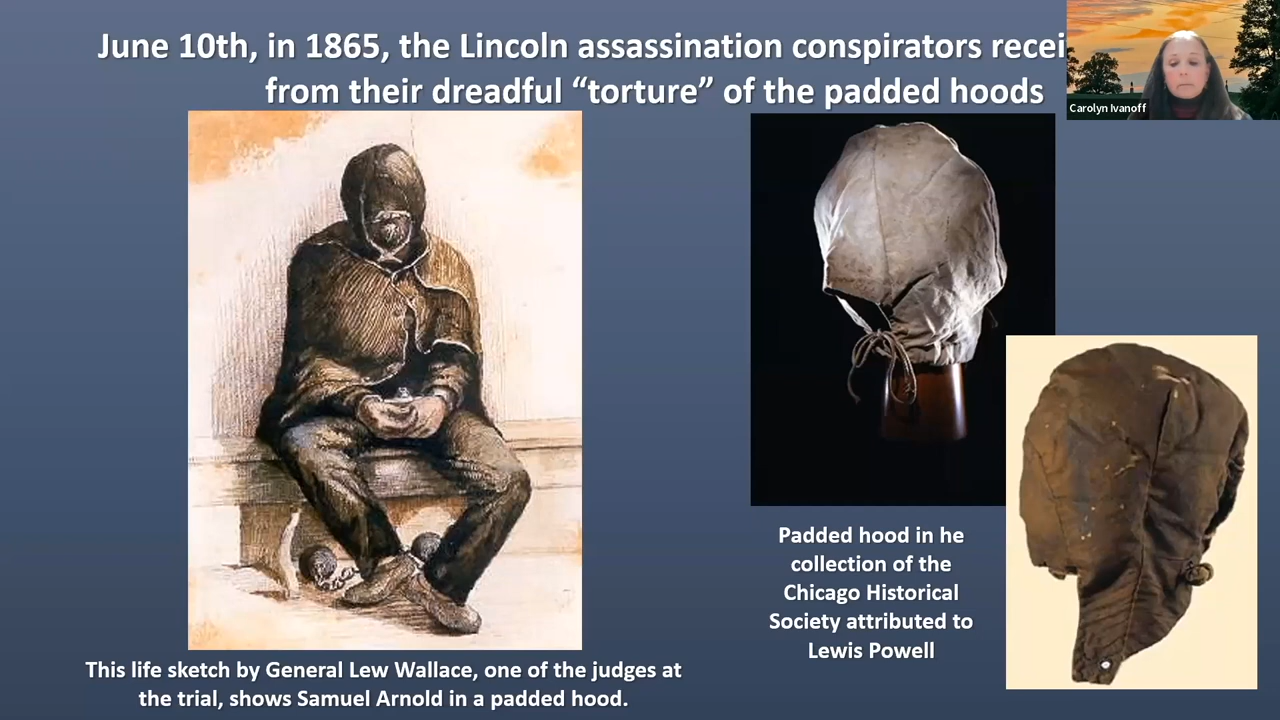 June 10th, in 1865, the Lincoln assassination conspirators
from their dreadful “torture” of the padded hoods
Carolyn Ivanoff
Padded hood in he
collection of the
Chicago Historical
Society attributed to
Lewis Powell
This life sketch by General Lew Wallace, one of the judges at
the trial, shows Samuel Arnold in a padded hood.